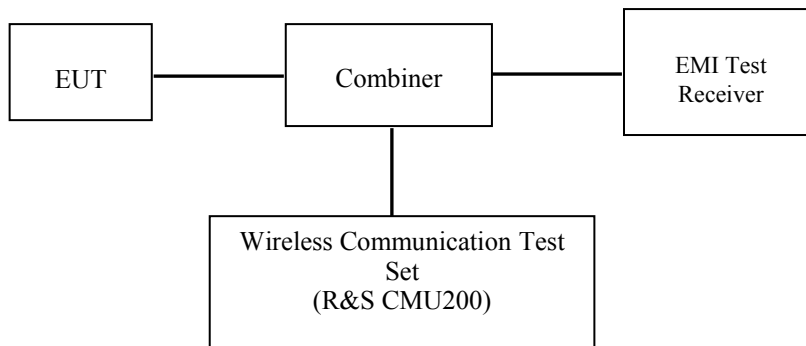 EUT
Combiner
EMI Test
Receiver
Wireless Communication Test
Set
(R&S CMU200)